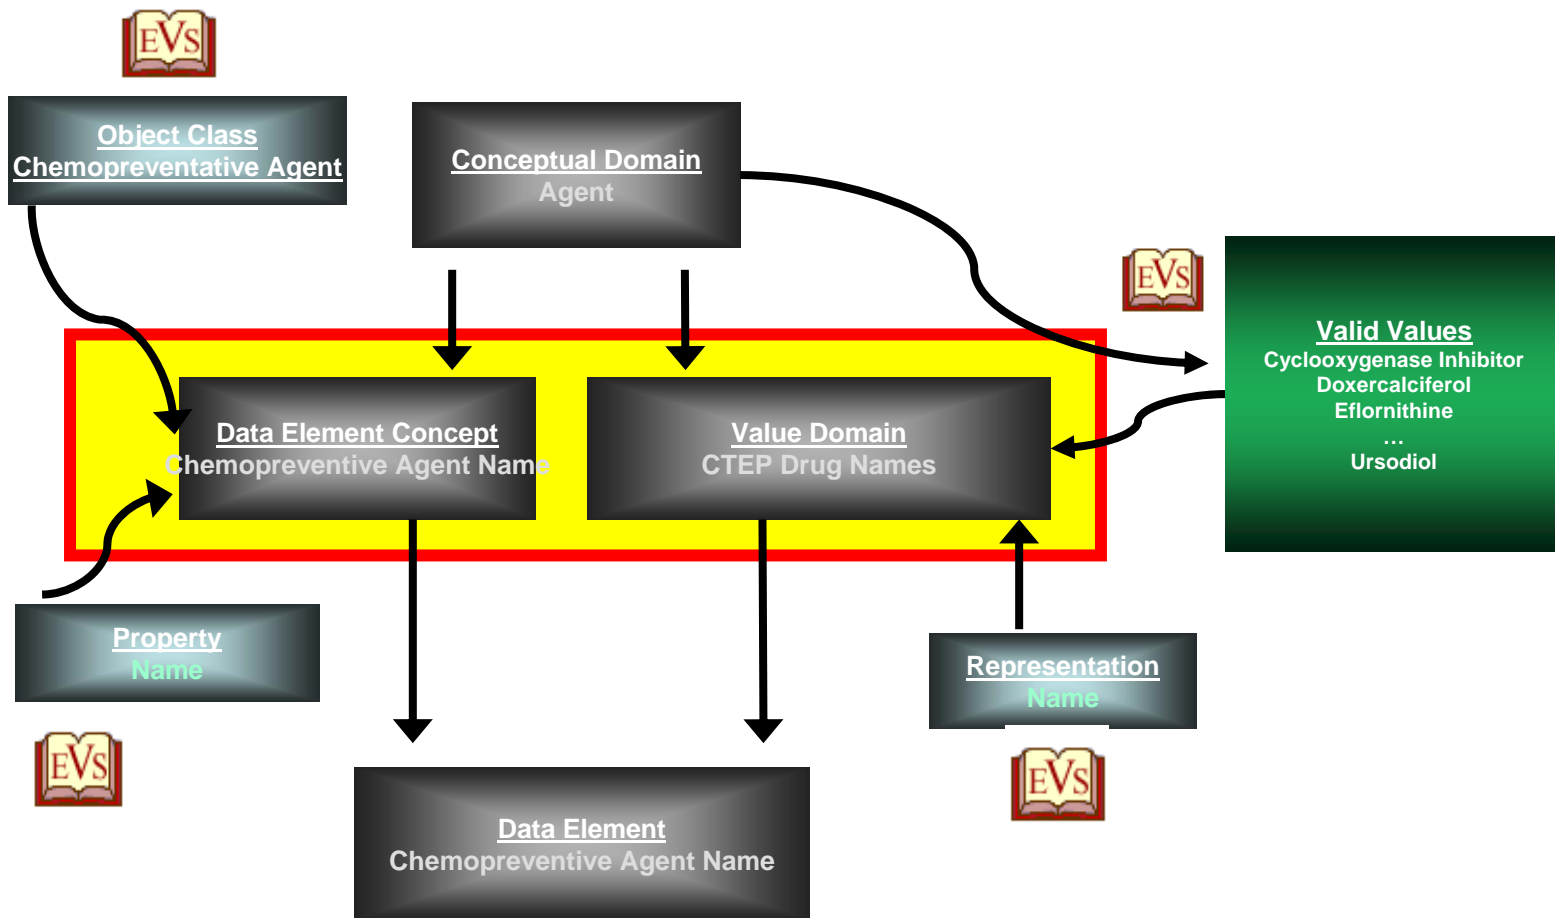 EVS
Object Class
Chemopreventative Agent
Conceptual Domain
Agent
EVS
Valid Values
Cyclooxygenase Inhibitor
Doxercalciferol
Eflornithine
...
Ursodiol
Data Element Concept
Chemopreventive Agent Name
Value Domain
CTEP Drug Names
Property
Name
EVS
Representation
Name
EVS
Data Element
Chemopreventive Agent Name